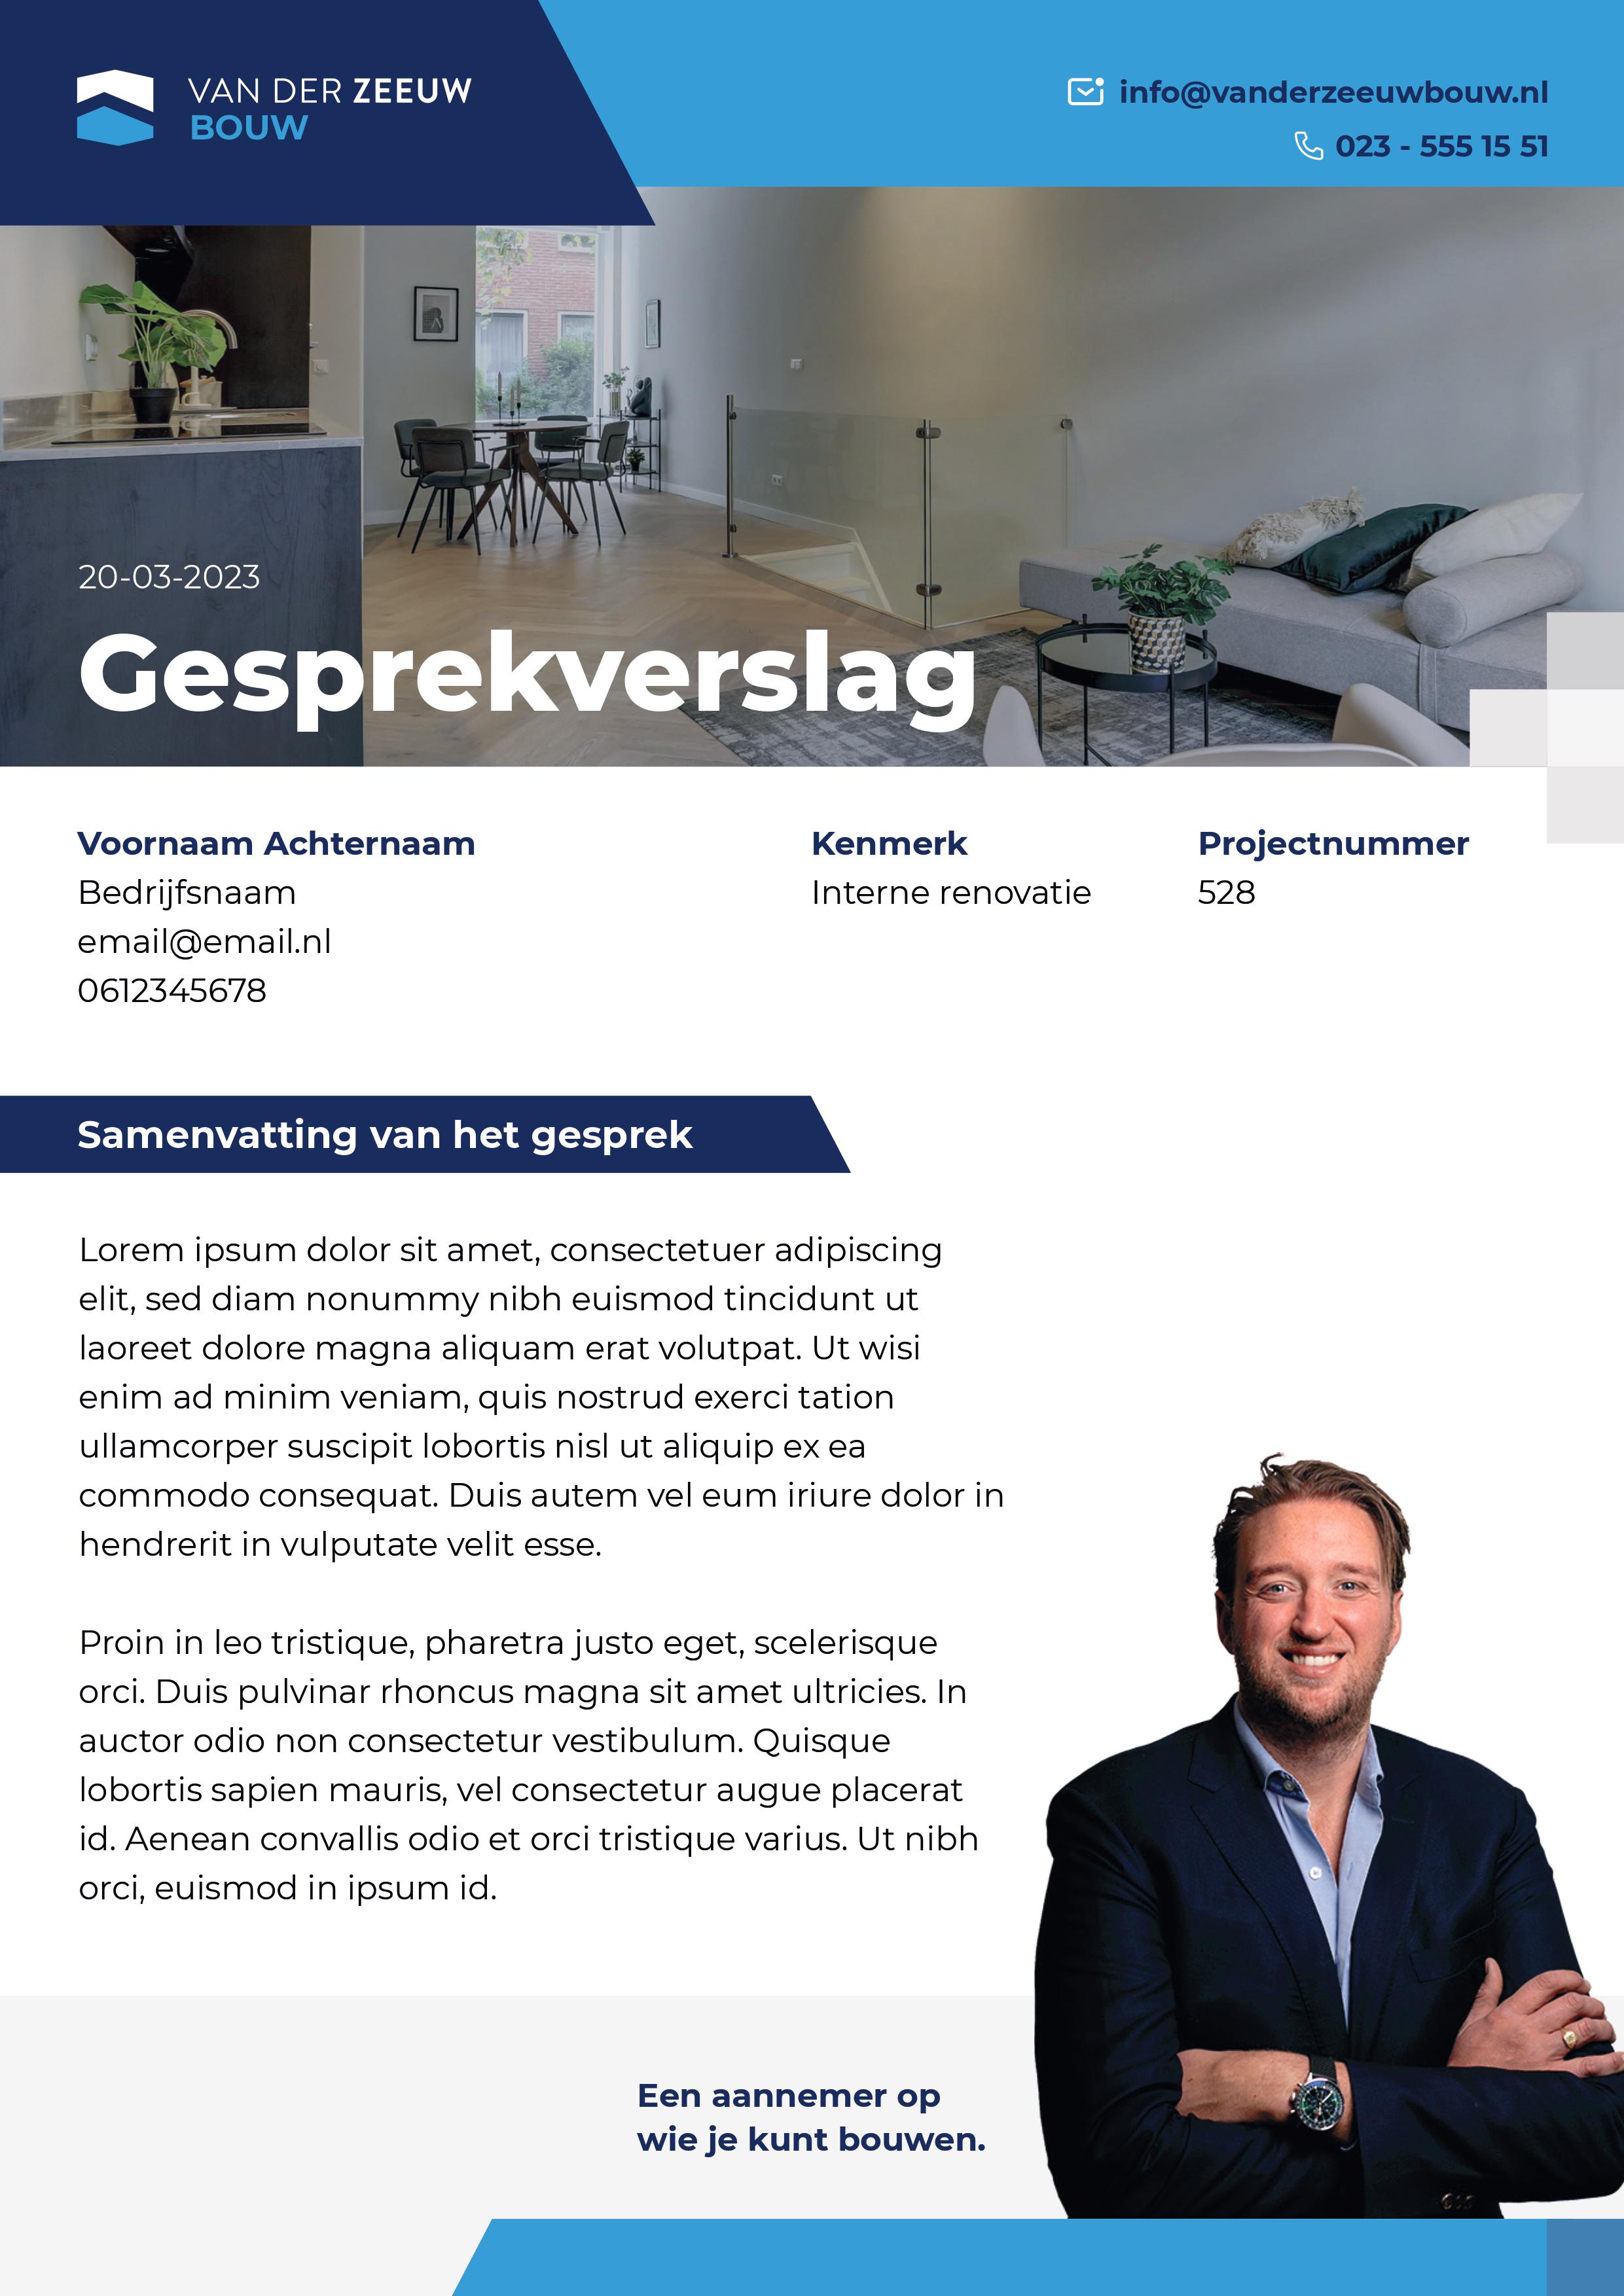 VAN DER ZEEUW
BOUW
info@vanderzeeuwbouw.nl
023 - 555 15 51
20-03-2023
Gesprekverslag
Voornaam Achternaam
Bedrijfsnaam
email@email.nl
0612345678
Kenmerk
Interne renovatie
Projectnummer
528
Samenvatting van het gesprek
Lorem ipsum dolor sit amet, consectetuer adipiscing
elit, sed diam nonummy nibh euismod tincidunt ut
laoreet dolore magna aliquam erat volutpat. Ut wisi
enim ad minim veniam, quis nostrud exerci tation
ullamcorper suscipit lobortis nisl ut aliquip ex ea
commodo consequat. Duis autem vel eum iriure dolor in
hendrerit in vulputate velit esse.
Proin in leo tristique, pharetra justo eget, scelerisque
orci. Duis pulvinar rhoncus magna sit amet ultricies. In
auctor odio non consectetur vestibulum. Quisque
lobortis sapien mauris, vel consectetur augue placerat
id. Aenean convallis odio et orci tristique varius. Ut nibh
orci, euismod in ipsum id.
Een aannemer op
wie je kunt bouwen.